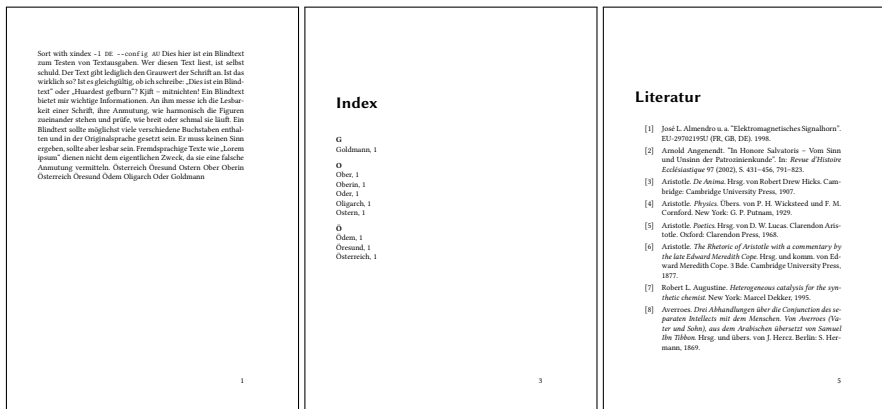 Sort with xindex -l DE --config AU Dies hier ist ein Blindtext
zum Testen von Textausgaben. Wer diesen Text liest, ist selbst
schuld. Der Text gibt lediglich den Grauwert der Schrift an. Ist das
wirklich so? Ist es gleichgültig, ob ich schreibe: „Dies ist ein Blind-
text“ oder „Huardest gefburn“? Kjift – mitnichten! Ein Blindtext
bietet mir wichtige Informationen. An ihm messe ich die Lesbar-
keit einer Schrift, ihre Anmutung, wie harmonisch die Figuren
zueinander stehen und prüfe, wie breit oder schmal sie läuft. Ein
Blindtext sollte möglichst viele verschiedene Buchstaben enthal-
ten und in der Originalsprache gesetzt sein. Er muss keinen Sinn
ergeben, sollte aber lesbar sein. Fremdsprachige Texte wie „Lorem
ipsum“ dienen nicht dem eigentlichen Zweck, da sie eine falsche
Anmutung vermitteln. Österreich Öresund Ostern Ober Oberin
Österreich Öresund Ödem Oligarch Oder Goldmann
1
Index
G
Goldmann, 1
O
Ober, 1
Oberin, 1
Oder, 1
Oligarch, 1
Ostern, 1
Ö
Ödem, 1
Öresund, 1
Österreich, 1
3
Literatur
[1] José L. Almendro u. a. “Elektromagnetisches Signalhorn”.
EU-29702195U (FR, GB, DE). 1998.
[2] Arnold Angenendt. “In Honore Salvatoris – Vom Sinn
und Unsinn der Patrozinienkunde”. In: Revue d’Histoire
Ecclésiastique 97 (2002), S. 431–456, 791–823.
[3] Aristotle. De Anima. Hrsg. von Robert Drew Hicks. Cam-
bridge: Cambridge University Press, 1907.
[4] Aristotle. Physics. Übers. von P. H. Wicksteed und F. M.
Cornford. New York: G. P. Putnam, 1929.
[5] Aristotle. Poetics. Hrsg. von D. W. Lucas. Clarendon Aris-
totle. Oxford: Clarendon Press, 1968.
[6] Aristotle. The Rhetoric of Aristotle with a commentary by
the late Edward Meredith Cope. Hrsg. und komm. von Ed-
ward Meredith Cope. 3 Bde. Cambridge University Press,
1877.
[7] Robert L. Augustine. Heterogeneous catalysis for the syn-
thetic chemist. New York: Marcel Dekker, 1995.
[8] Averroes. Drei Abhandlungen über die Conjunction des se-
paraten Intellects mit dem Menschen. Von Averroes (Va-
ter und Sohn), aus dem Arabischen übersetzt von Samuel
Ibn Tibbon. Hrsg. und übers. von J. Hercz. Berlin: S. Her-
mann, 1869.
5